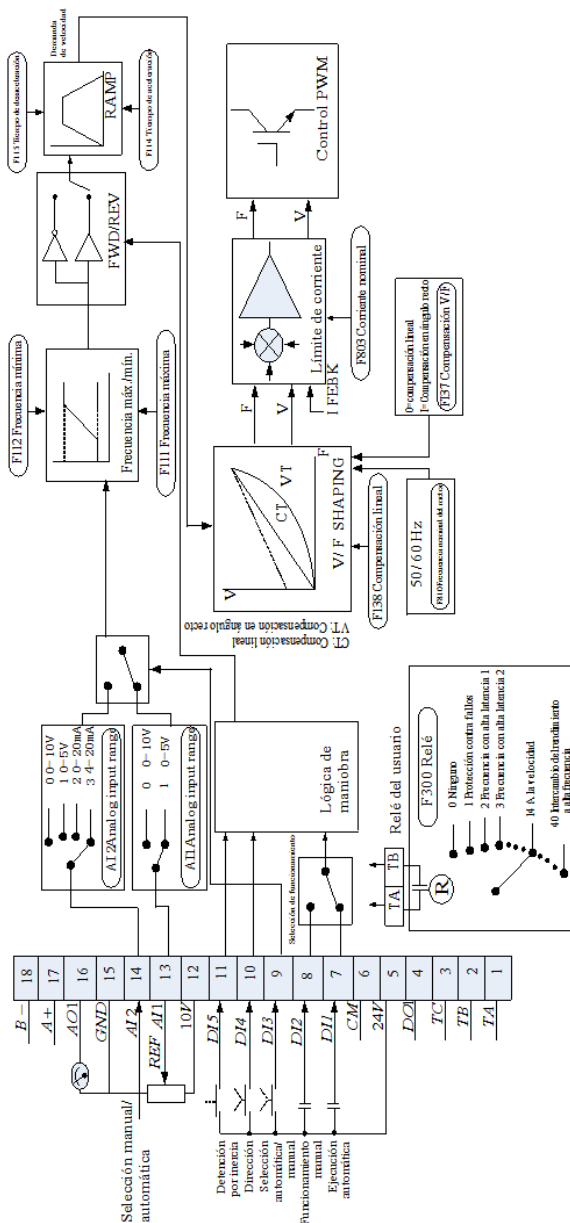 Selección manual/
automática
Detención
por inercia
Dirección
Selección
automática/
manual
Funcionamiento
manual
Ejecución
automática
B -
A+
AO1
GND
AI2
REF AI1
10V
DI5
DI4
DI3
DI2
DI1
CM
24V
DO1
TC
TB
TA
18
17
16
15
14
13
12
11
10
9
8
7
6
5
4
3
2
1
0 0-10V
1 0-5V
2 0-20mA
3 4-20mA
AI2Analog input range
0 0-10V
1 0-5V
AI1Analog input range
Selección de funcionamiento
Lógica de
maniobra
TA
TB
R
Relé del usuario
F300 Relé
0 Ninguno
1 Protección contra fallos
2 Frecuencia con alta latencia 1
3 Frecuencia con alta latencia 2
14 A la velocidad
40 Intercambio del rendimiento
a alta frecuencia
F112 Frecuencia mínima
Frecuencia máx./mín.
F111 Frecuencia máxima
FWD/REV
F115 Tiempo de desaceleración
RAMP
F114 Tiempo de aceleración
Demanda
de velocidad
CT: Compensación lineal
VT: Compensación en ángulo recto
V
CT
VT
F
V/F SHAPING
F138 Compensación lineal
50/60 Hz
F810 Frecuencia nominal del motor
0=compensación lineal
1=Compensación en ángulo recto
F137 Compensación V/F
F
V
I FEBK
Límite de corriente
F803 Corriente nominal
F
V
Control PWM